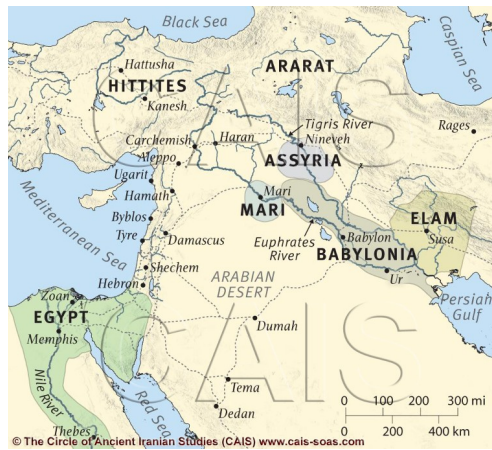 Black Sea
Caspian Sea
Hattusha
HITTITES
Kanesh
ARARAT
Tigris River
Rages
Carchemish
Haran
Nineveh
Aleppo
ASSYRIA
Ugarit
Mediterranean Sea
Hamath
Mari
MARI
ELAM
Byblos
Susa
Tyre
Damascus
Euphrates
River
Babylon
BABYLONIA
Shechem
ARABIAN
DESERT
Ur
Hebron
Zoan
Persian
Gulf
EGYPT
Memphis
Dumah
Nile River
Red Sea
Tema
Dedan
Thebes
0 100 200 300 mi
0 200 400 km
CAIS
CAIS
© The Circle of Ancient Iranian Studies (CAIS) www.cais-soas.com